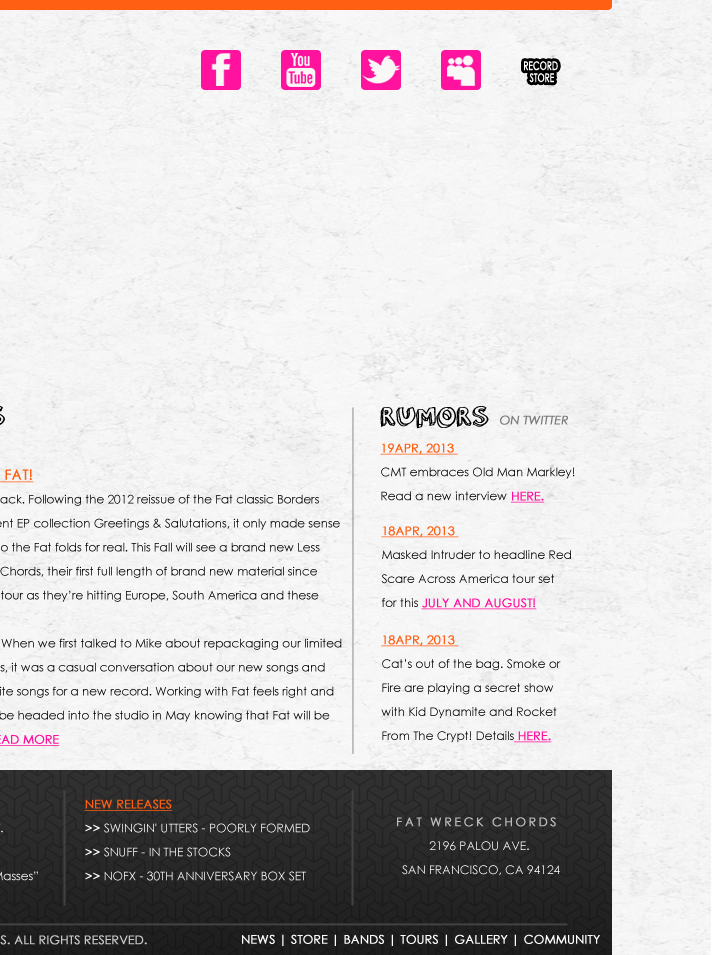 f
You
Tube
RECORD
STORE
S
RUMORS ON TWITTER
FAT!
ack. Following the 2012 reissue of the Fat classic Borders
ent EP collection Greetings & Salutations, it only made sense
o the Fat folds for real. This Fall will see a brand new Less
Chords, their first full length of brand new material since
tour as they're hitting Europe, South America and these
When we first talked to Mike about repackaging our limited
s, it was a casual conversation about our new songs and
ite songs for a new record. Working with Fat feels right and
be headed into the studio in May knowing that Fat will be
EAD MORE
19APR, 2013
CMT embraces Old Man Markley!
Read a new interview HERE.
18APR, 2013
Masked Intruder to headline Red
Scare Across America tour set
for this JULY AND AUGUST!
18APR, 2013
Cat's out of the bag. Smoke or
Fire are playing a secret show
with Kid Dynamite and Rocket
From The Crypt! Details HERE.
.
Masses"
NEW RELEASES
>> SWINGIN' UTTERS - POORLY FORMED
>> SNUFF - IN THE STOCKS
>> NOFX - 30TH ANNIVERSARY BOX SET
FAT WRECK CHORDS
2196 PALOU AVE.
SAN FRANCISCO, CA 94124
S. ALL RIGHTS RESERVED.
NEWS | STORE | BANDS | TOURS | GALLERY | COMMUNITY